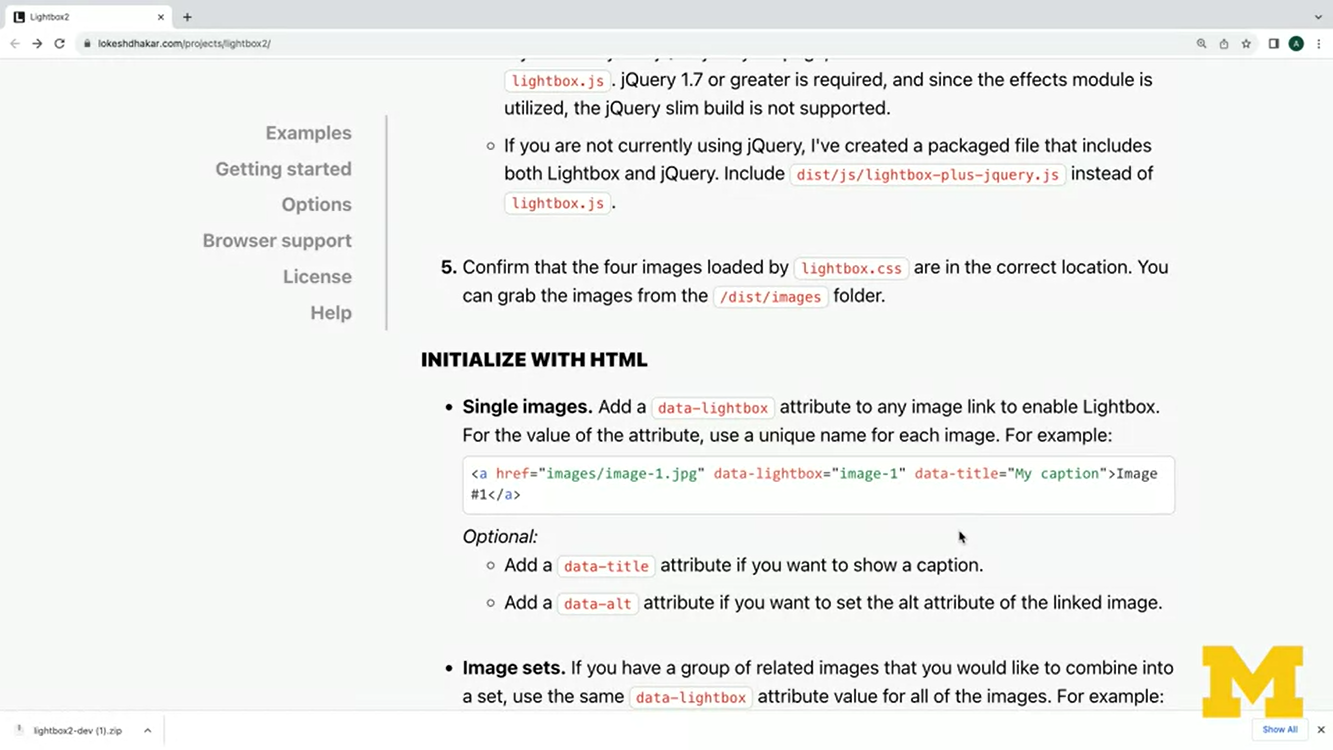 Lightbox2
lokeshdhakar.com/projects/lightbox2/
A
Examples
Getting started
Options
Browser support
License
Help
lightbox.js . jQuery 1.7 or greater is required, and since the effects module is
utilized, the jQuery slim build is not supported.
If you are not currently using jQuery, I've created a packaged file that includes
both Lightbox and jQuery. Include dist/js/lightbox-plus-jquery.js instead of
lightbox.js .
5. Confirm that the four images loaded by lightbox.css are in the correct location. You
can grab the images from the /dist/images folder.
INITIALIZE WITH HTML
• Single images. Add a data-lightbox attribute to any image link to enable Lightbox.
For the value of the attribute, use a unique name for each image. For example:
<a href="images/image-1.jpg" data-lightbox="image-1" data-title="My caption">Image
#1</a>
Optional:
Add a data-title attribute if you want to show a caption.
Add a data-alt attribute if you want to set the alt attribute of the linked image.
• Image sets. If you have a group of related images that you would like to combine into
a set, use the same data-lightbox attribute value for all of the images. For example:
M
lightbox2-dev (1).zip
Show All